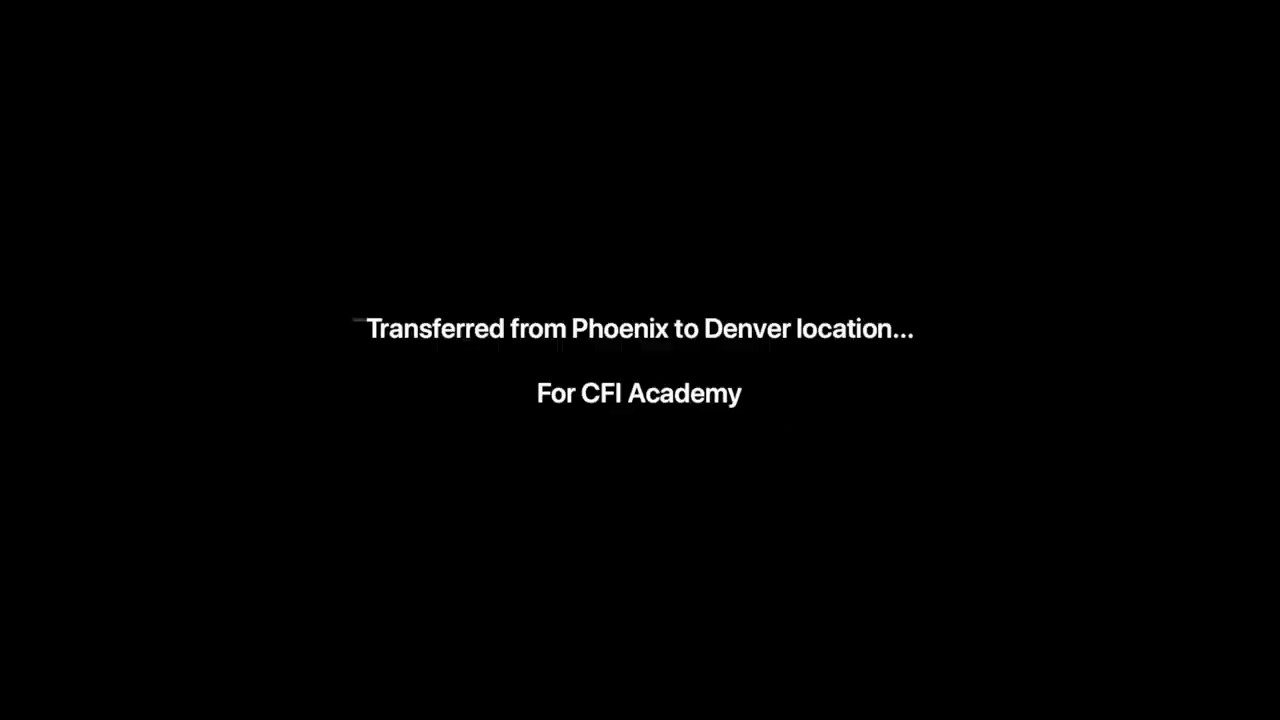 Transferred from Phoenix to Denver location...
For CFI Academy